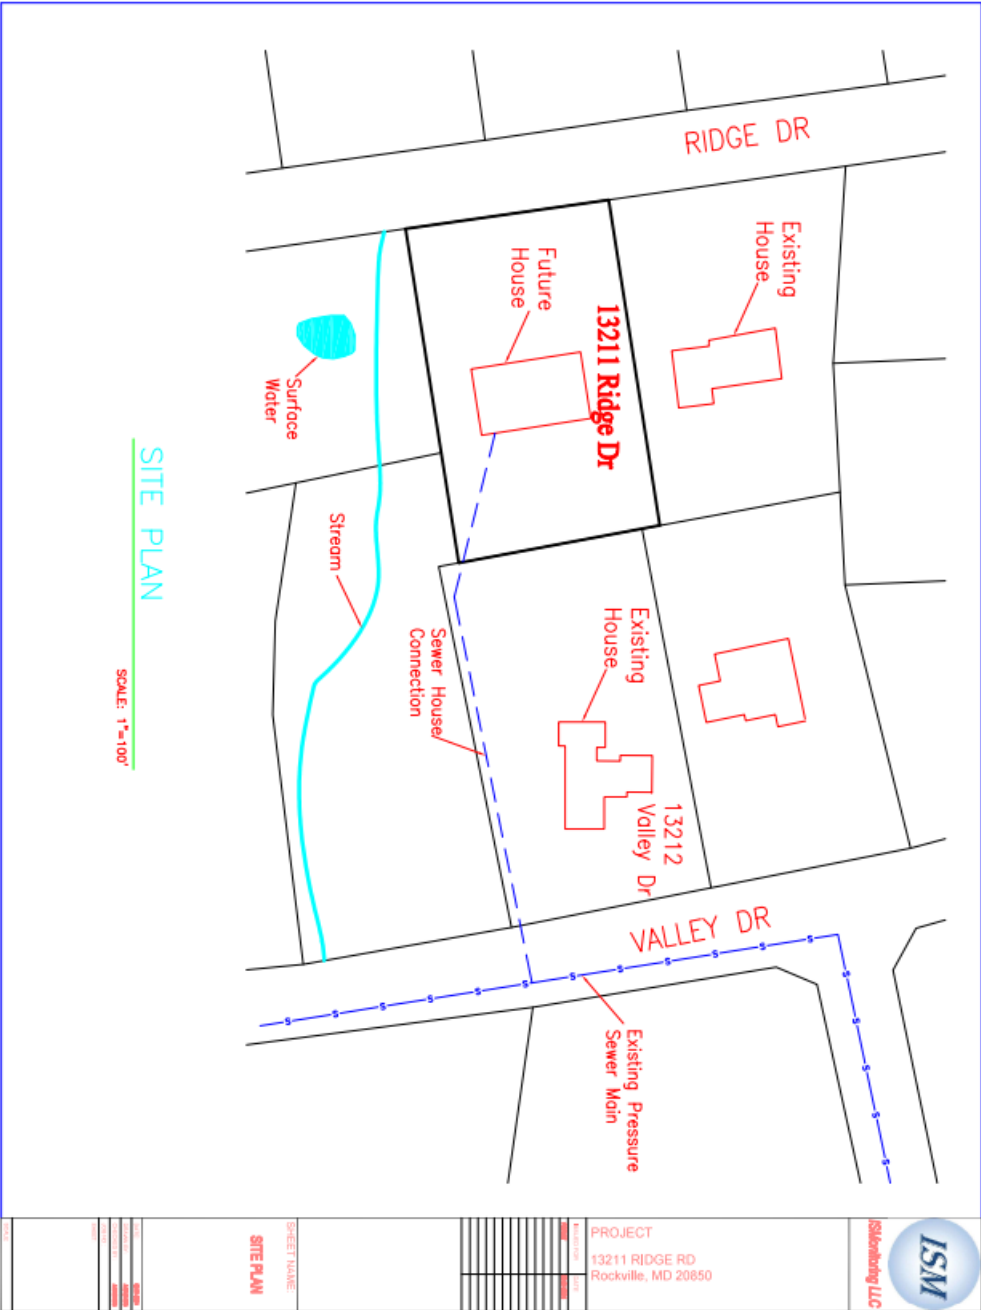 RIDGE DR
Existing
House
Future
House
13211 Ridge Dr
Surface
Water
Stream
Existing
House
Sewer House
Connection
13212
Valley Dr
VALLEY DR
Existing Pressure
Sewer Main
SITE PLAN
SCALE: 1"=100'
ISM
ISMonitoring LLC
PROJECT
13211 RIDGE RD
Rockville, MD 20850
SHEET NAME:
SITE PLAN
S S S S S S S S S S S S S S S S S